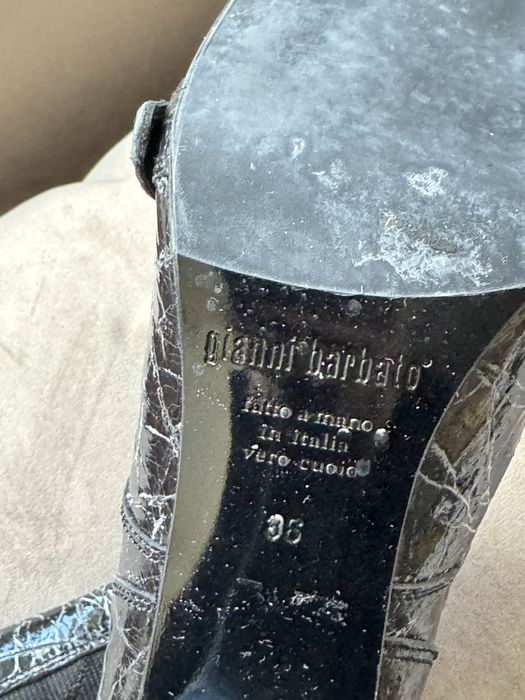 gianni barbato
fatto a mano
In Italia
vero cuoio
36